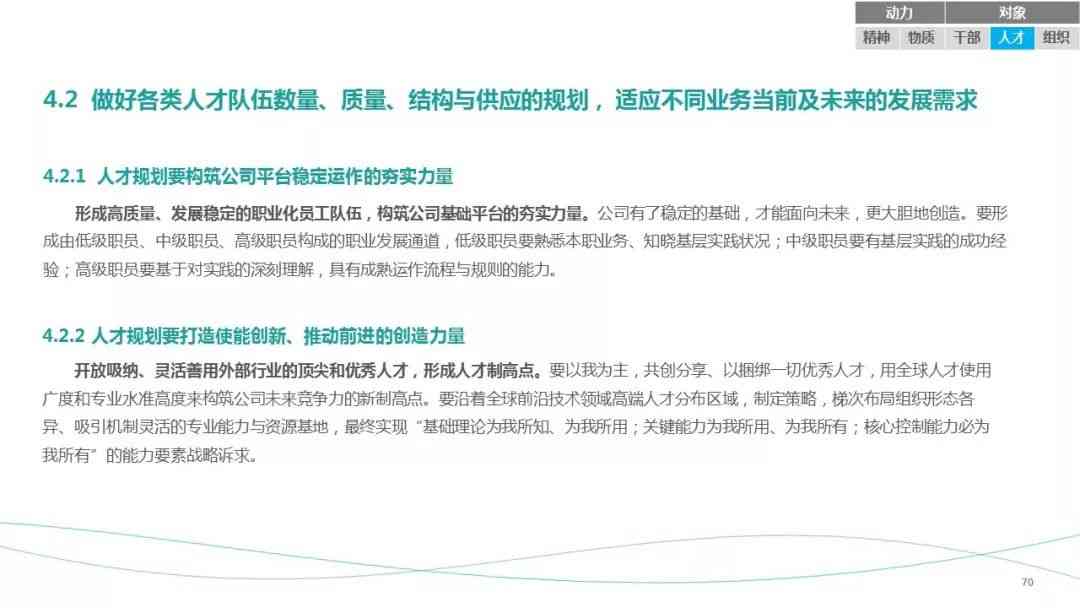 动力 对象
精神 物质 干部 人才 组织
4.2 做好各类人才队伍数量、质量、结构与供应的规划，适应不同业务当前及未来的发展需求
4.2.1 人才规划要构筑公司平台稳定运作的夯实力量
形成高质量、发展稳定的职业化员工队伍，构筑公司基础平台的夯实力量。公司有了稳定的基础，才能面向未来，更大胆地创造。要形
成由低级职员、中级职员、高级职员构成的职业发展通道，低级职员要熟悉本职业务、知晓基层实践状况；中级职员要有基层实践的成功经
验；高级职员要基于对实践的深刻理解，具有成熟运作流程与规则的能力。
4.2.2 人才规划要打造使能创新、推动前进的创造力量
开放吸纳、灵活善用外部行业的顶尖和优秀人才，形成人才制高点。要以我为主，共创分享、以捆绑一切优秀人才，用全球人才使用
广度和专业水准高度来构筑公司未来竞争力的新制高点。要沿着全球前沿技术领域高端人才分布区域，制定策略，梯次布局组织形态各
异、吸引机制灵活的专业能力与资源基地，最终实现“基础理论为我所知、为我所用；关键能力为我所用、为我所有；核心控制能力必为
我所有”的能力要素战略诉求。
70